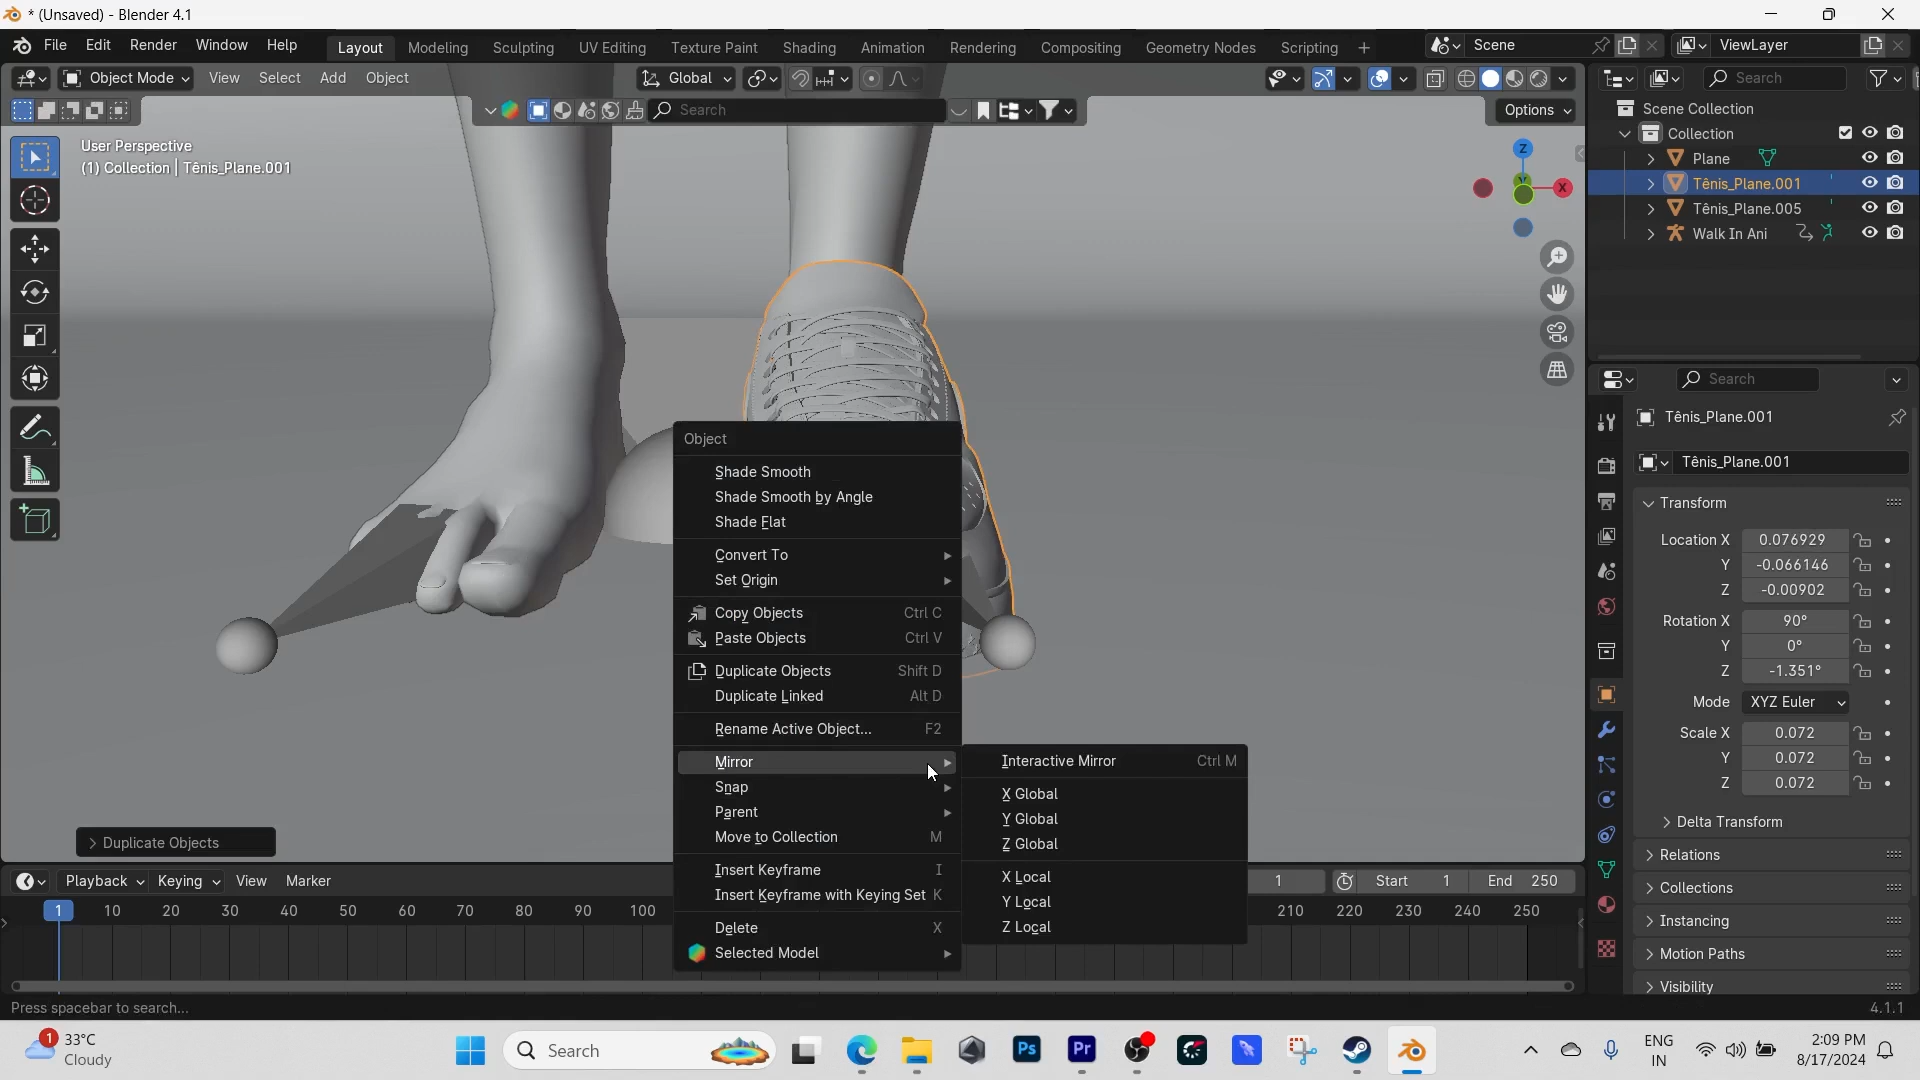 * (Unsaved) - Blender 4.1
File Edit Render Window Help Layout Modeling Sculpting UV Editing Texture Paint Shading Animation Rendering Compositing Geometry Nodes Scripting + Scene ViewLayer
Object Mode View Select Add Object Global Search
Search Options
User Perspective
(1) Collection | Tênis_Plane.001
Z
Y
X
Scene Collection
Collection
Plane
Tênis_Plane.001
Tênis_Plane.005
Walk In Ani
Search
Tênis_Plane.001
Tênis_Plane.001
Transform
Location X 0.076929
Y -0.066146
Z -0.00902
Rotation X 90°
Y 0°
Z -1.351°
Mode XYZ Euler
Scale X 0.072
Y 0.072
Z 0.072
Delta Transform
Relations
Collections
Instancing
Motion Paths
Visibility
Object
Shade Smooth
Shade Smooth by Angle
Shade Flat
Convert To
Set Origin
Copy Objects Ctrl C
Paste Objects Ctrl V
Duplicate Objects Shift D
Duplicate Linked Alt D
Rename Active Object... F2
Mirror
Snap
Parent
Move to Collection M
Insert Keyframe I
Insert Keyframe with Keying Set K
Delete X
Selected Model
Interactive Mirror Ctrl M
X Global
Y Global
Z Global
X Local
Y Local
Z Local
Duplicate Objects
Playback Keying View Marker 1 Start 1 End 250
1 10 20 30 40 50 60 70 80 90 100 210 220 230 240 250
Press spacebar to search... 4.1.1
1 33°C
Cloudy
Search
Ps Pr
ENG
IN
2:09 PM
8/17/2024